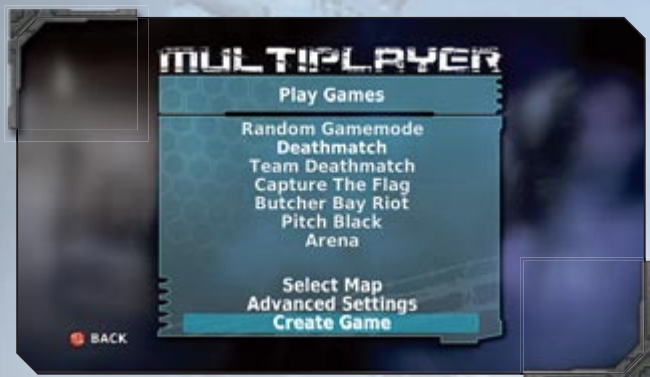 MULTIPLAYER
Play Games
Random Gamemode
Deathmatch
Team Deathmatch
Capture The Flag
Butcher Bay Riot
Pitch Black
Arena
Select Map
Advanced Settings
Create Game
BACK